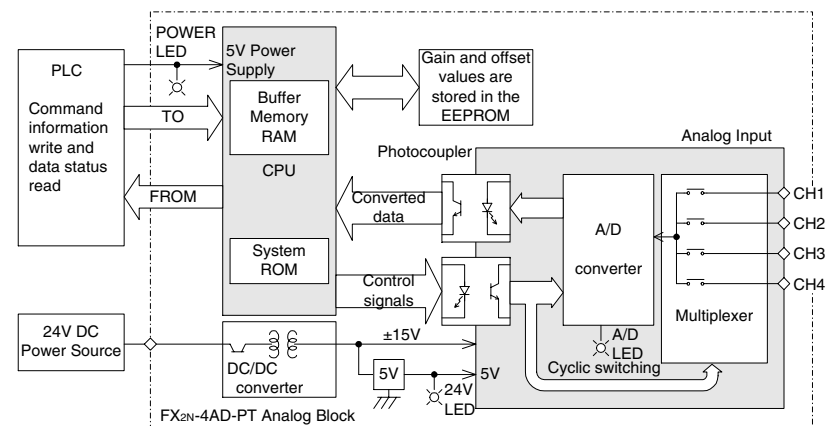 POWER
LED
PLC
Command
information
write and
data status
read
TO
FROM
5V Power
Supply
Buffer
Memory
RAM
CPU
System
ROM
Gain and offset
values are
stored in the
EEPROM
Analog Input
Photocoupler
Converted
data
Control
signals
A/D
converter
Multiplexer
CH1
CH2
CH3
CH4
A/D
LED
Cyclic switching
24V DC
Power Source
DC/DC
converter
±15V
5V
5V
24V
LED
FX2N-4AD-PT Analog Block